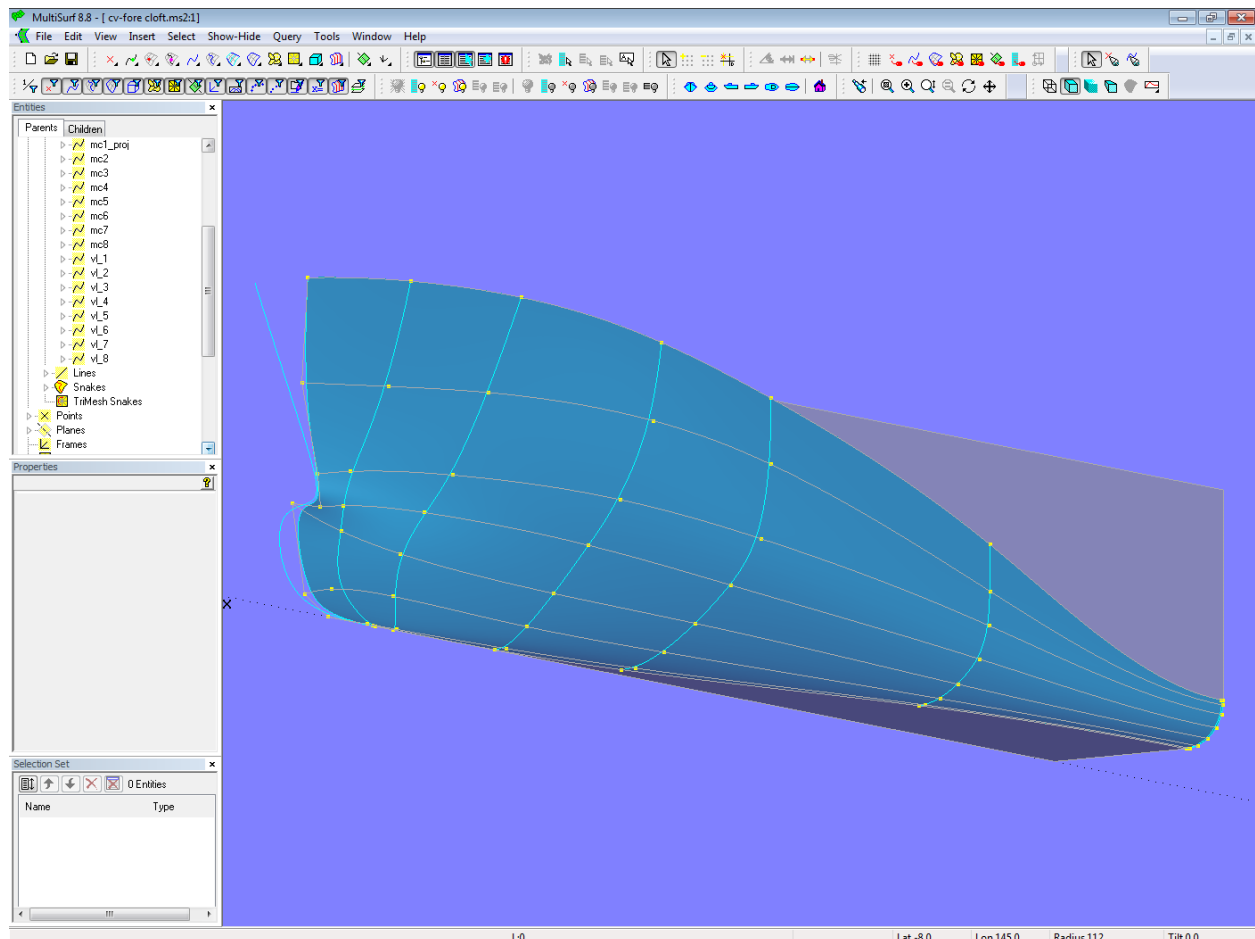 MultiSurf 8.8 - [ cv-fore cloft.ms2:1]
File Edit View Insert Select Show-Hide Query Tools Window Help
Entities x
Parents Children
mc1_proj
mc2
mc3
mc4
mc5
mc6
mc7
mc8
vl_1
vl_2
vl_3
vl_4
vl_5
vl_6
vl_7
vl_8
Lines
Snakes
TriMesh Snakes
Points
Planes
Frames
Properties x
X
Selection Set x
0 Entities
Name Type
L:0 Lat -8.0 Lon 145.0 Radius 112 Tilt 0.0